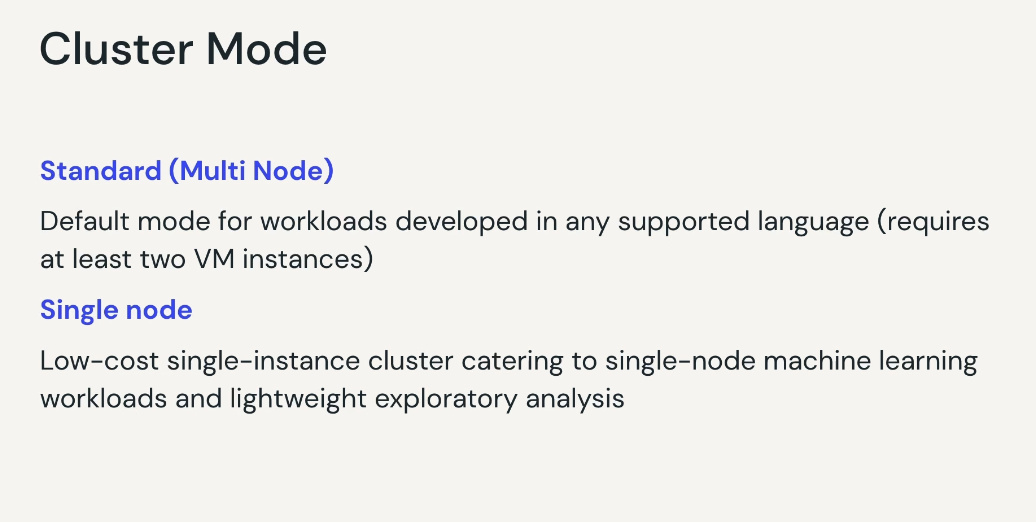 Cluster Mode
Standard (Multi Node)
Default mode for workloads developed in any supported language (requires
at least two VM instances)
Single node
Low-cost single-instance cluster catering to single-node machine learning
workloads and lightweight exploratory analysis